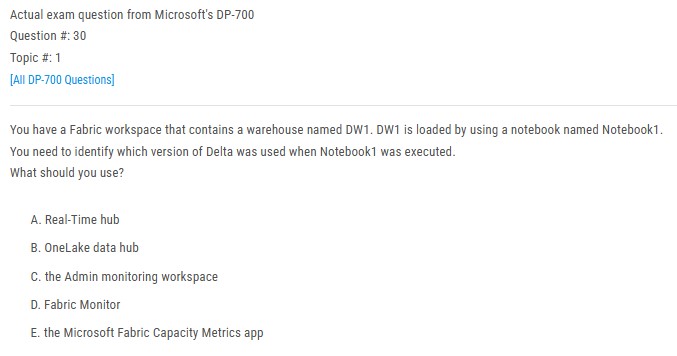 Actual exam question from Microsoft's DP-700
Question #: 30
Topic #: 1
[All DP-700 Questions]
You have a Fabric workspace that contains a warehouse named DW1. DW1 is loaded by using a notebook named Notebook1.
You need to identify which version of Delta was used when Notebook1 was executed.
What should you use?
A. Real-Time hub
B. OneLake data hub
C. the Admin monitoring workspace
D. Fabric Monitor
E. the Microsoft Fabric Capacity Metrics app